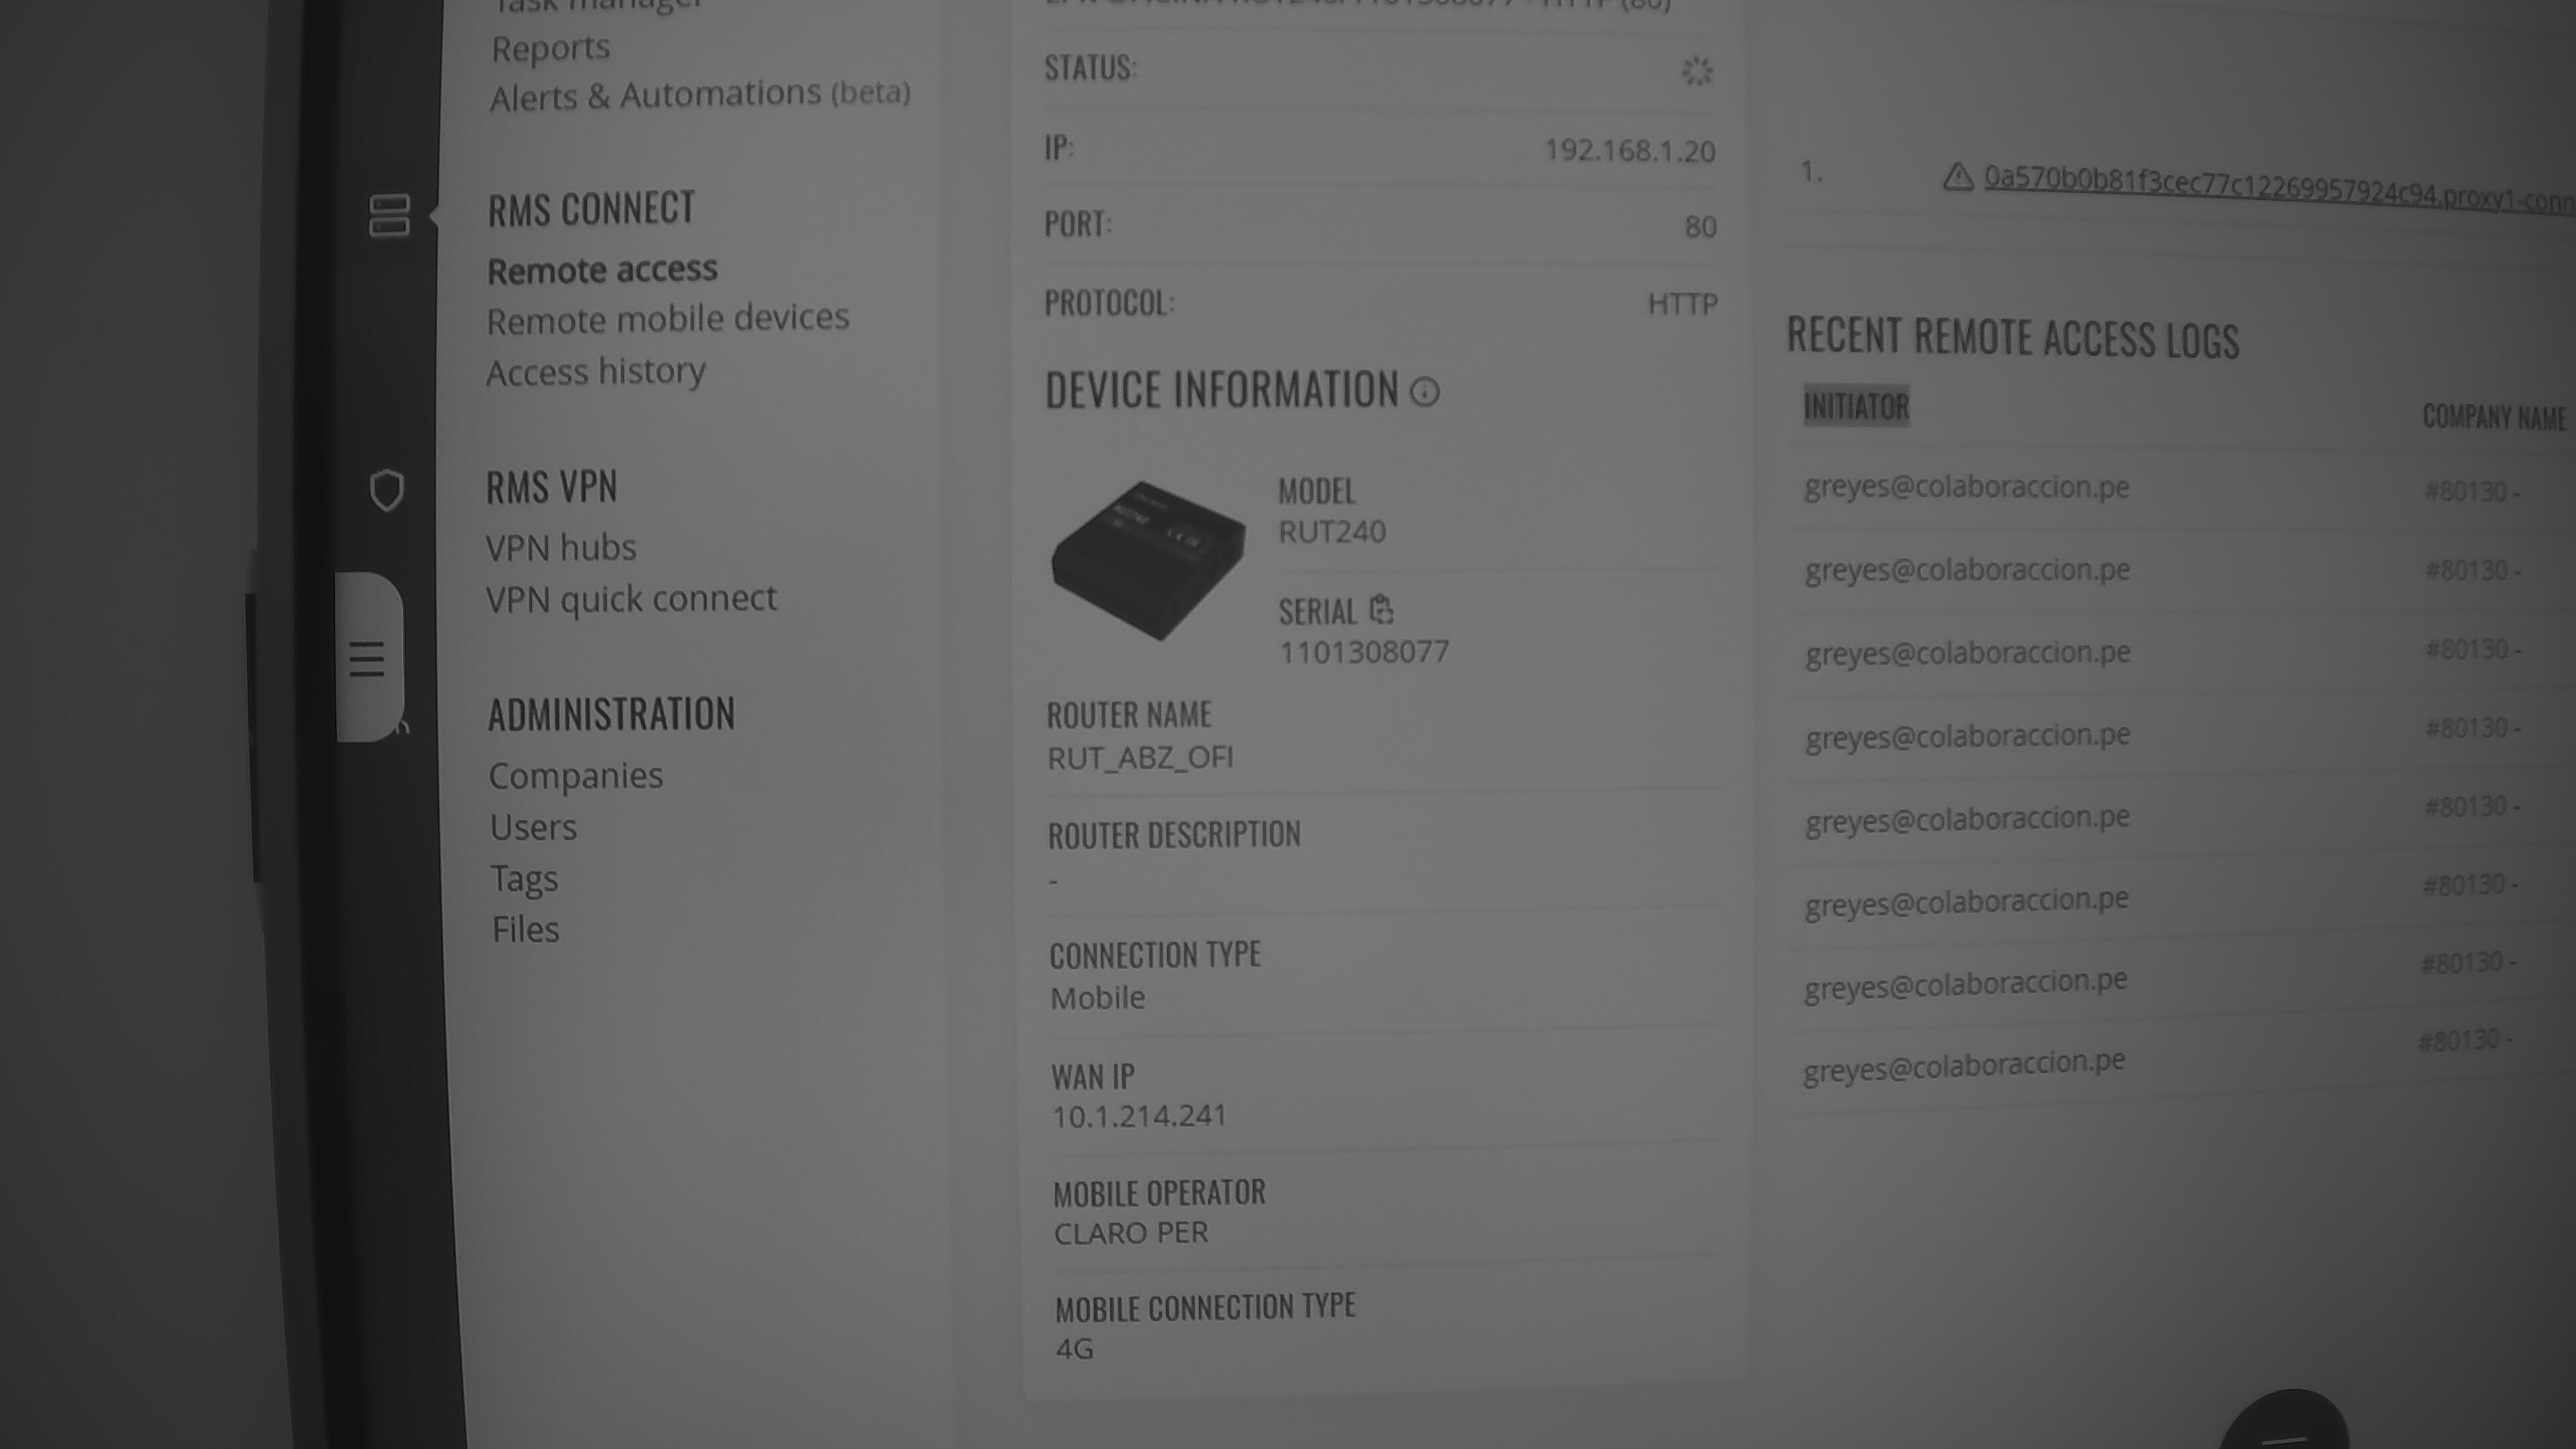 Task manager
Reports
Alerts & Automations (beta)
RMS CONNECT
Remote access
Remote mobile devices
Access history
RMS VPN
VPN hubs
VPN quick connect
ADMINISTRATION
Companies
Users
Tags
Files
HTTP (80)
STATUS:
IP: 192.168.1.20
PORT: 80
PROTOCOL: HTTP
DEVICE INFORMATION
MODEL
RUT240
SERIAL
1101308077
ROUTER NAME
RUT_ABZ_OFI
ROUTER DESCRIPTION
-
CONNECTION TYPE
Mobile
WAN IP
10.1.214.241
MOBILE OPERATOR
CLARO PER
MOBILE CONNECTION TYPE
4G
1. 0a570b0b81f3cec77c12269957924c94.proxy1-conn
RECENT REMOTE ACCESS LOGS
INITIATOR COMPANY NAME
greyes@colaboraccion.pe #80130 -
greyes@colaboraccion.pe #80130 -
greyes@colaboraccion.pe #80130 -
greyes@colaboraccion.pe #80130 -
greyes@colaboraccion.pe #80130 -
greyes@colaboraccion.pe #80130 -
greyes@colaboraccion.pe #80130 -
greyes@colaboraccion.pe #80130 -